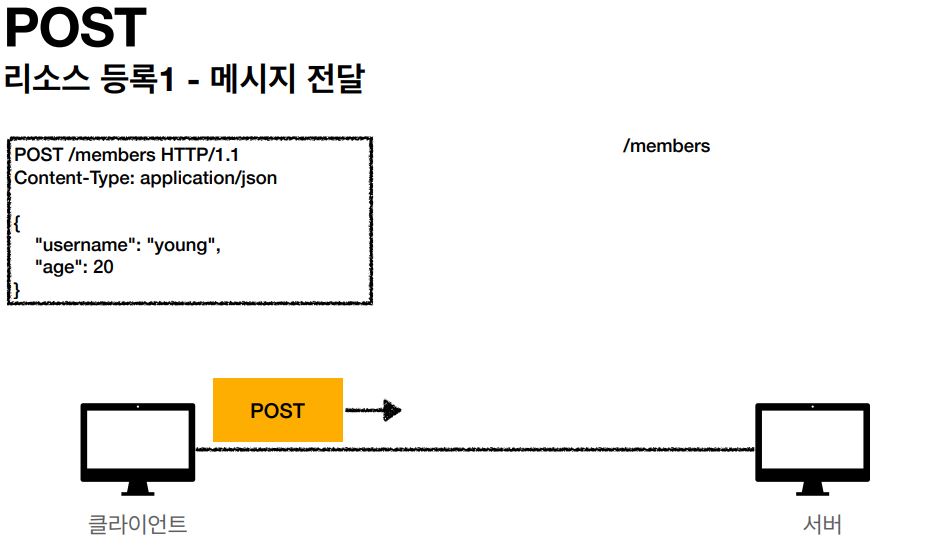 POST
리소스 등록1 - 메시지 전달
POST /members HTTP/1.1
Content-Type: application/json
{
"username": "young",
"age": 20
}
/members
POST
클라이언트
서버